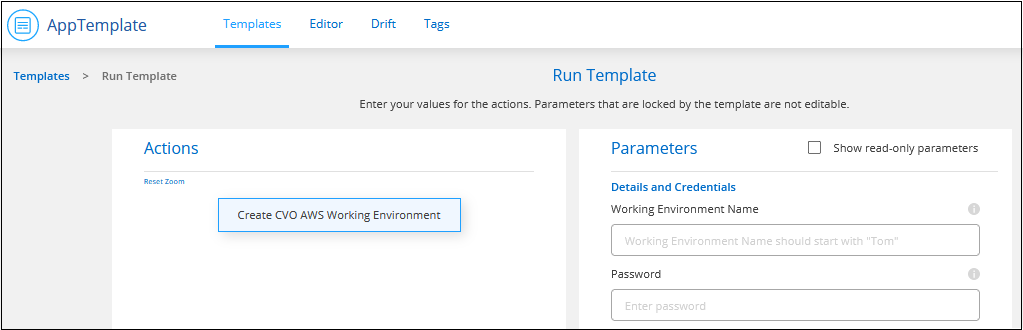 AppTemplate
Templates Editor Drift Tags
Templates > Run Template
Run Template
Enter your values for the actions. Parameters that are locked by the template are not editable.
Actions
Reset Zoom
Create CVO AWS Working Environment
Parameters
Show read-only parameters
Details and Credentials
Working Environment Name
Working Environment Name should start with "Tom"
Password
Enter password